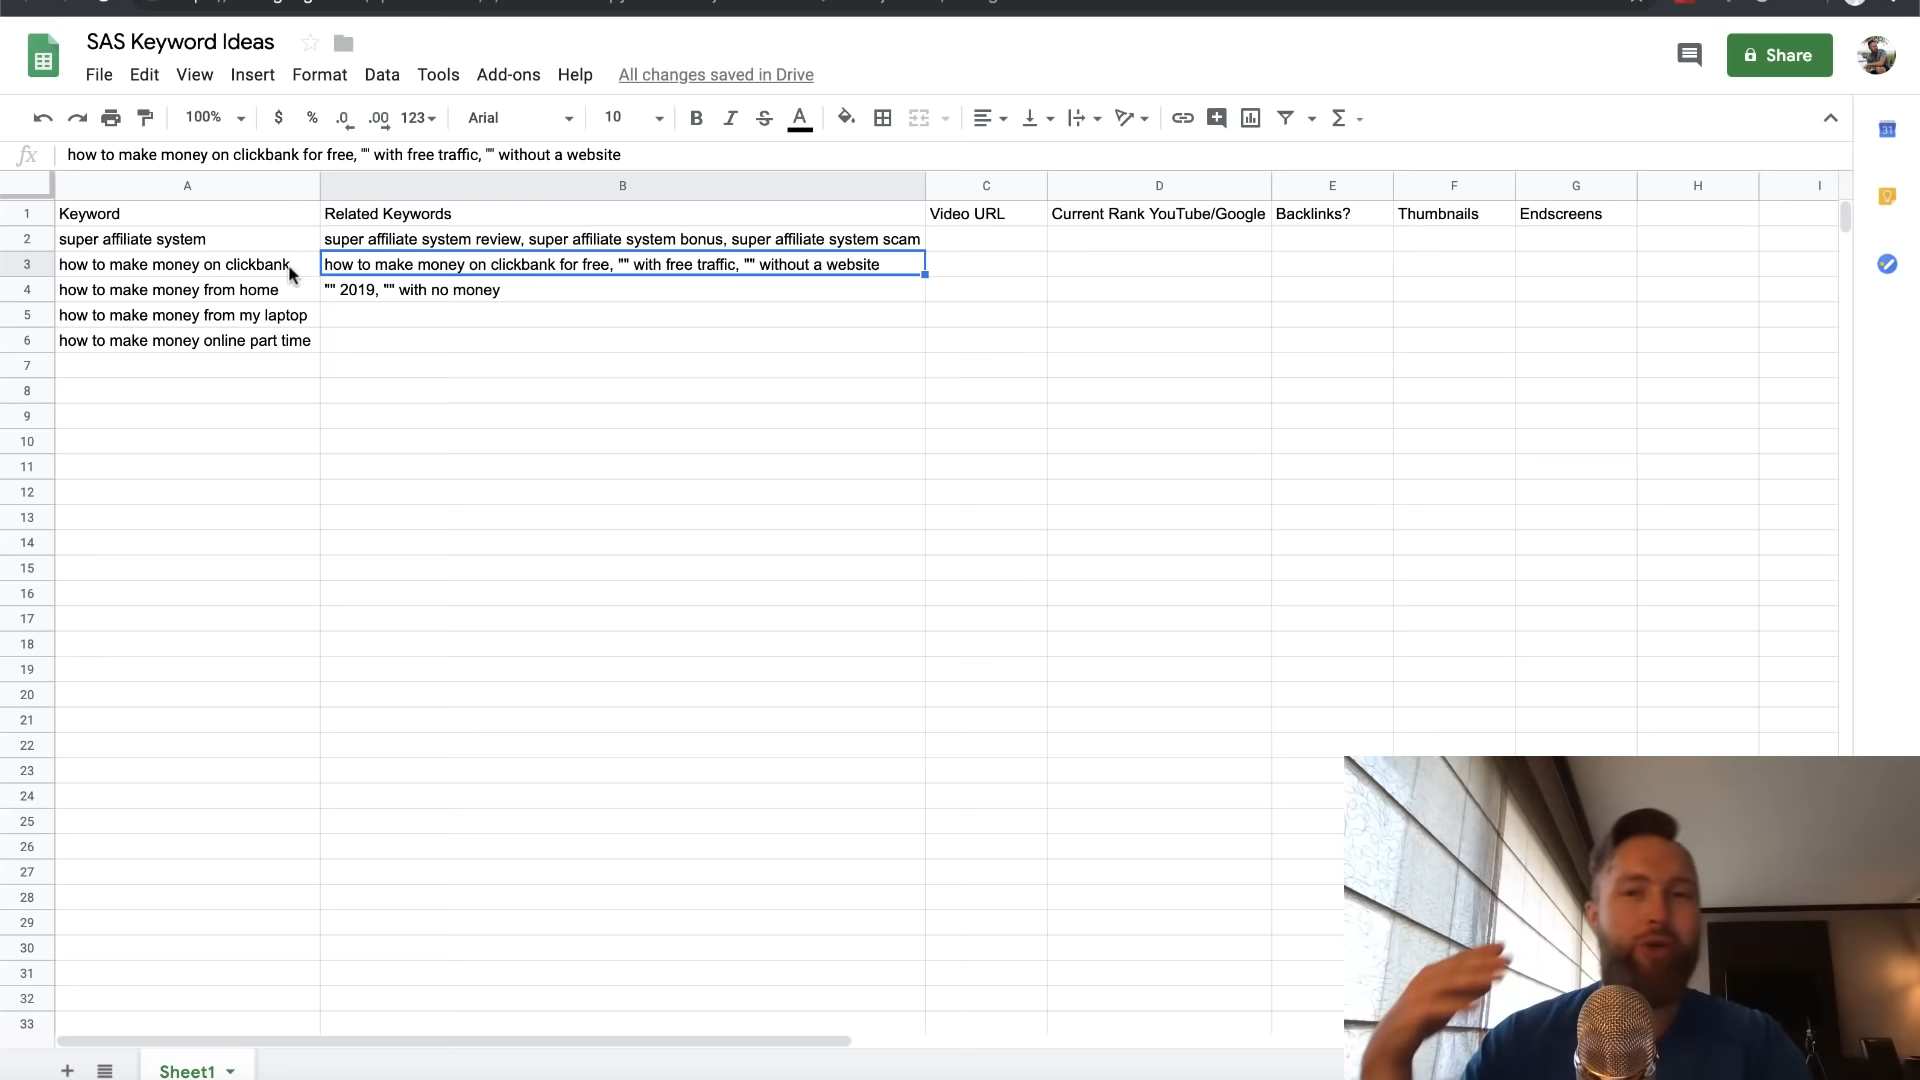 SAS Keyword Ideas
Share
File Edit View Insert Format Data Tools Add-ons Help All changes saved in Drive
100% $ % .0 .00 123 Arial 10 B I S A Σ
31
fx how to make money on clickbank for free, "" with free traffic, "" without a website
A B C D E F G H I
1 Keyword Related Keywords Video URL Current Rank YouTube/Google Backlinks? Thumbnails Endscreens
2 super affiliate system super affiliate system review, super affiliate system bonus, super affiliate system scam
3 how to make money on clickbank how to make money on clickbank for free, "" with free traffic, "" without a website
4 how to make money from home "" 2019, "" with no money
5 how to make money from my laptop
6 how to make money online part time
7
8
9
10
11
12
13
14
15
16
17
18
19
20
21
22
23
24
25
26
27
28
29
30
31
32
33
+ Sheet1